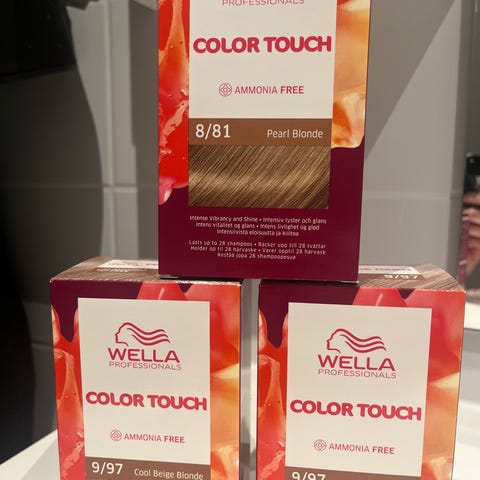 PROFESSIONALS
COLOR TOUCH
AMMONIA FREE
8/81 Pearl Blonde
Intense Vibrancy and Shine • Intensiv lyster och glans
Intens vitalitet og glans • Intens livlighet og glød
Intensiivistä eloisuutta ja kiiltoa
Lasts up to 28 shampoos • Räcker upp till 28 tvättar
Holder op til 28 hårvaske • Varer opptil 28 hårvask
Kestää jopa 28 shampoopesua
9/97
WELLA
PROFESSIONALS
COLOR TOUCH
AMMONIA FREE
9/97 Cool Beige Blonde
WELLA
PROFESSIONALS
COLOR TOUCH
AMMONIA FREE
9/97